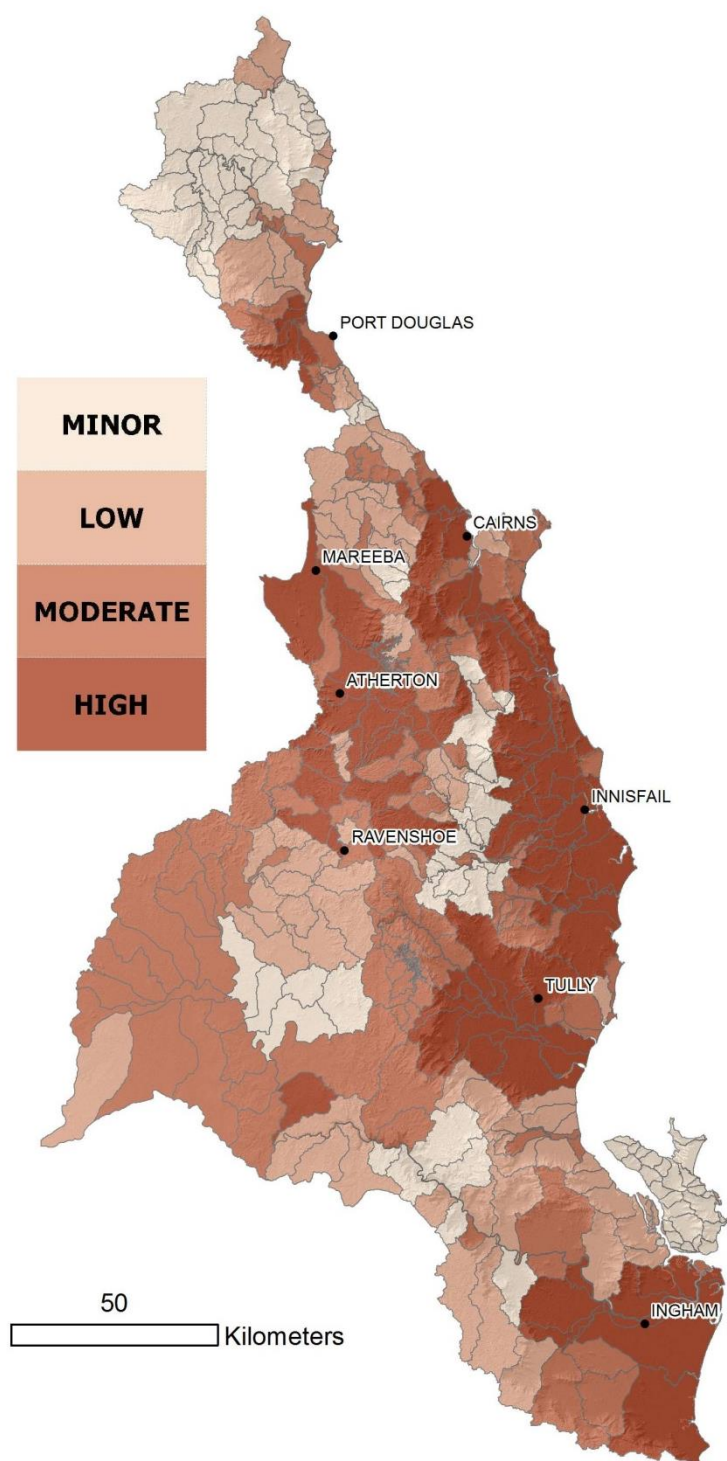 PORT DOUGLAS
MINOR
LOW
MODERATE
HIGH
CAIRNS
MAREEBA
ATHERTON
INNISFAIL
RAVENSHOE
TULLY
INGHAM
50
Kilometers